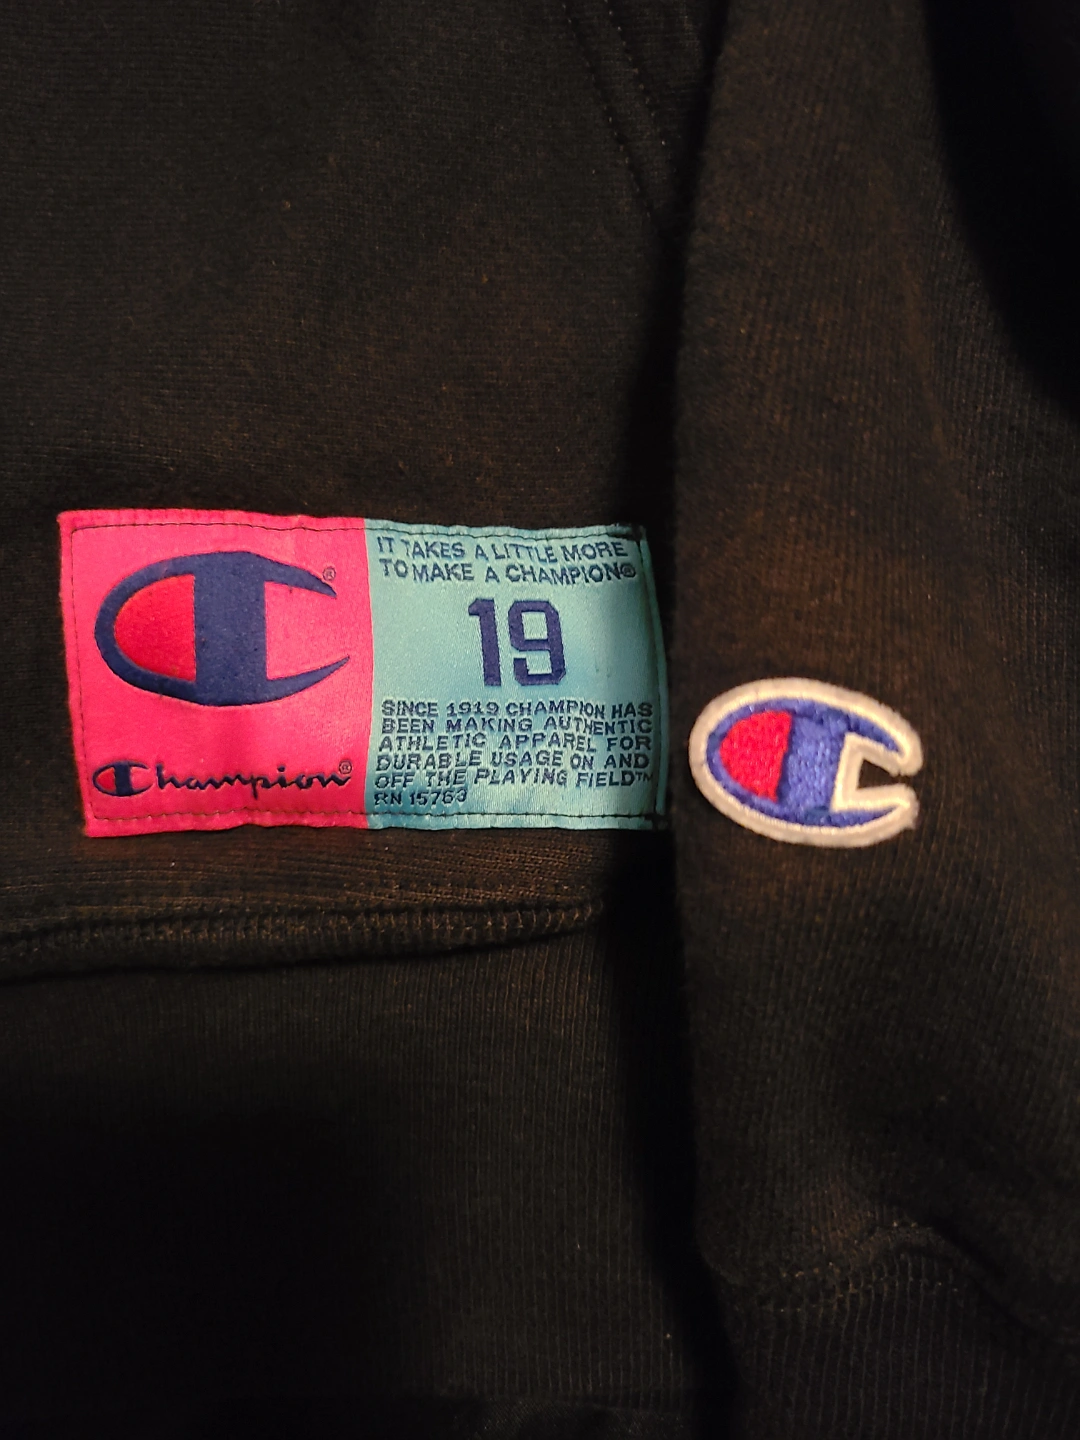 Champion®
IT TAKES A LITTLE MORE
TO MAKE A CHAMPION®
19
SINCE 1919 CHAMPION HAS
BEEN MAKING AUTHENTIC
ATHLETIC APPAREL FOR
DURABLE USAGE ON AND
OFF THE PLAYING FIELD™
RN 15763